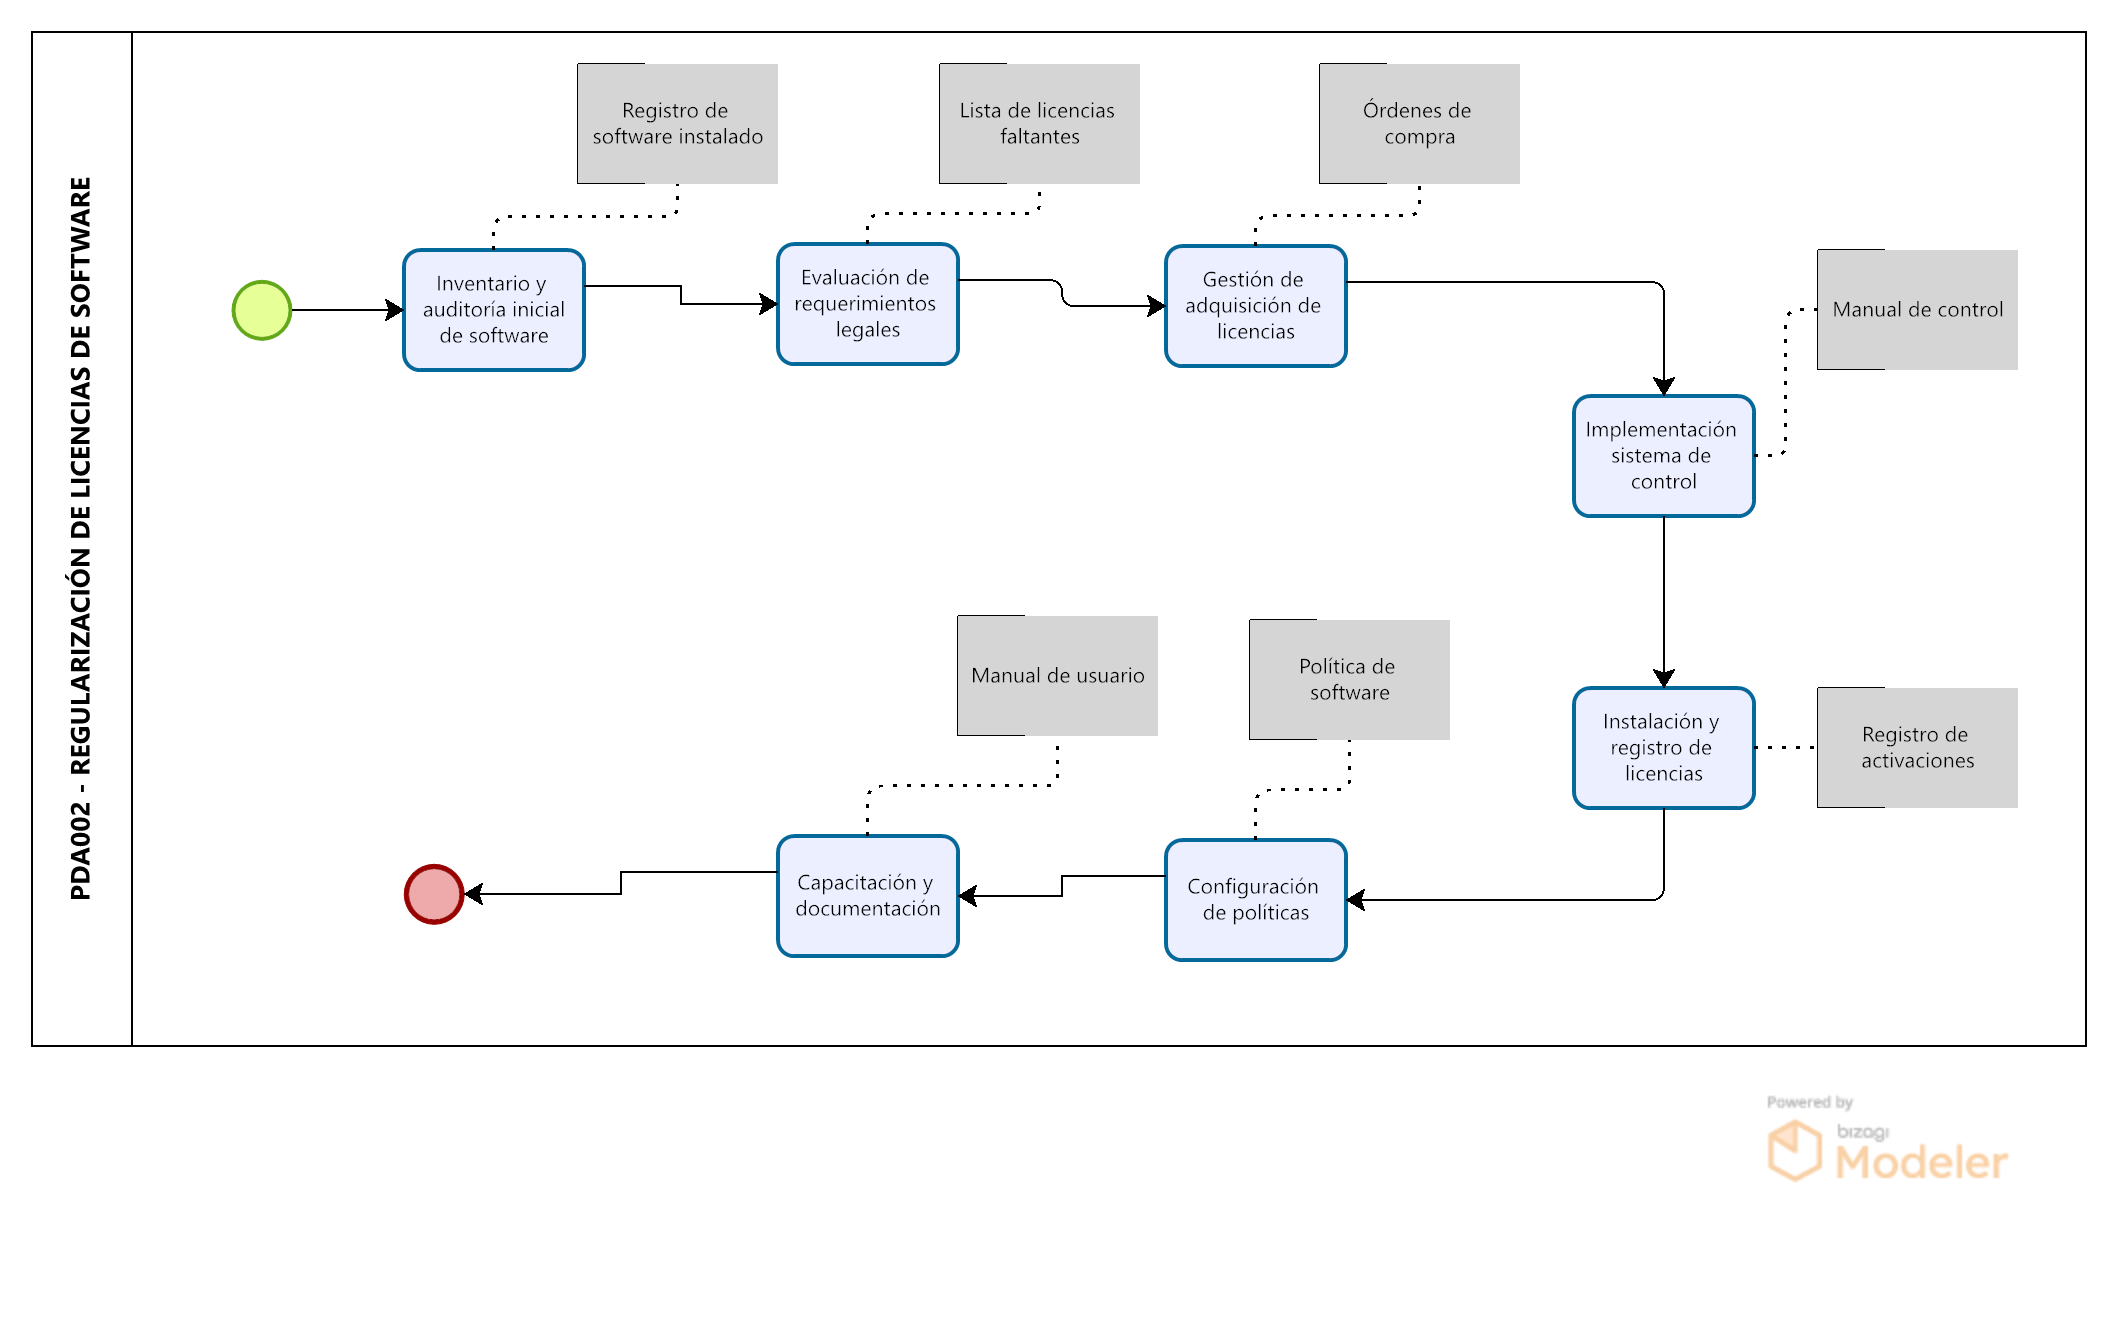 PDA002 - REGULARIZACIÓN DE LICENCIAS DE SOFTWARE
Registro de
software instalado
Lista de licencias
faltantes
Órdenes de
compra
Inventario y
auditoría inicial
de software
Evaluación de
requerimientos
legales
Gestión de
adquisición de
licencias
Manual de control
Implementación
sistema de
control
Manual de usuario
Política de
software
Instalación y
registro de
licencias
Registro de
activaciones
Capacitación y
documentación
Configuración
de políticas
Powered by
bizagi
Modeler